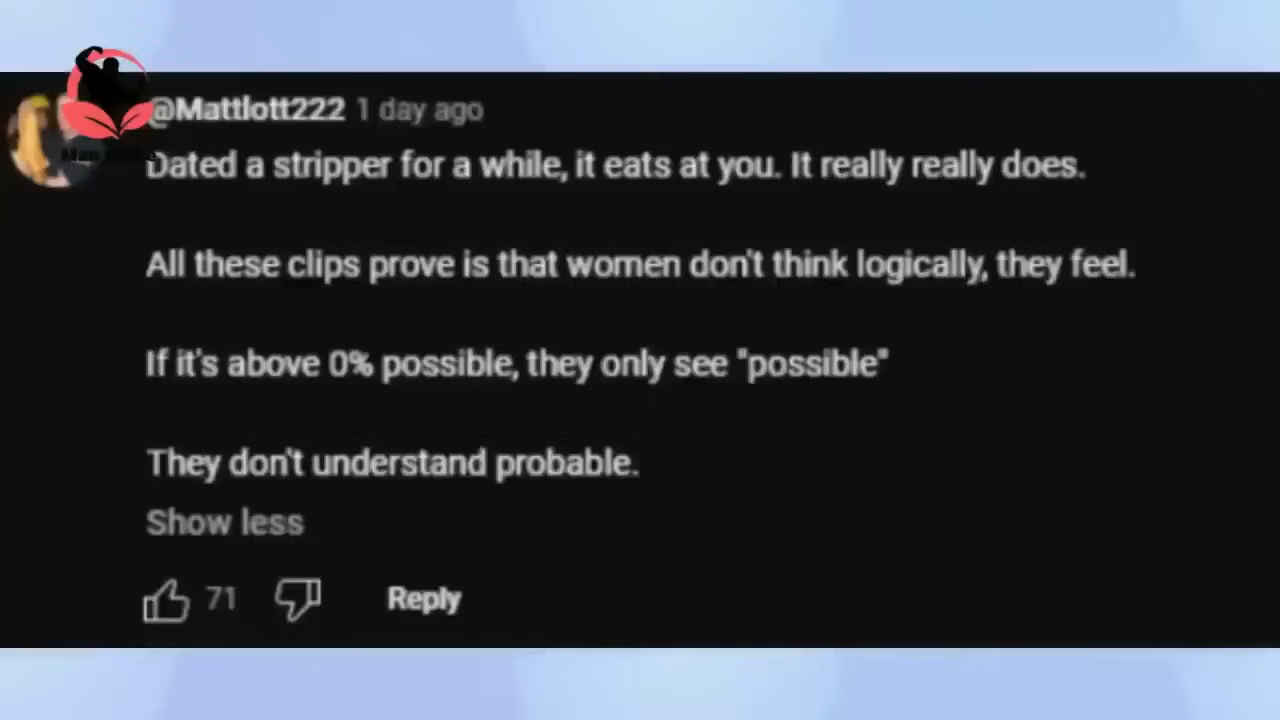 @Mattlott222 1 day ago
Dated a stripper for a while, it eats at you. It really really does.
All these clips prove is that women don't think logically, they feel.
If it's above 0% possible, they only see "possible"
They don't understand probable.
Show less
71 Reply